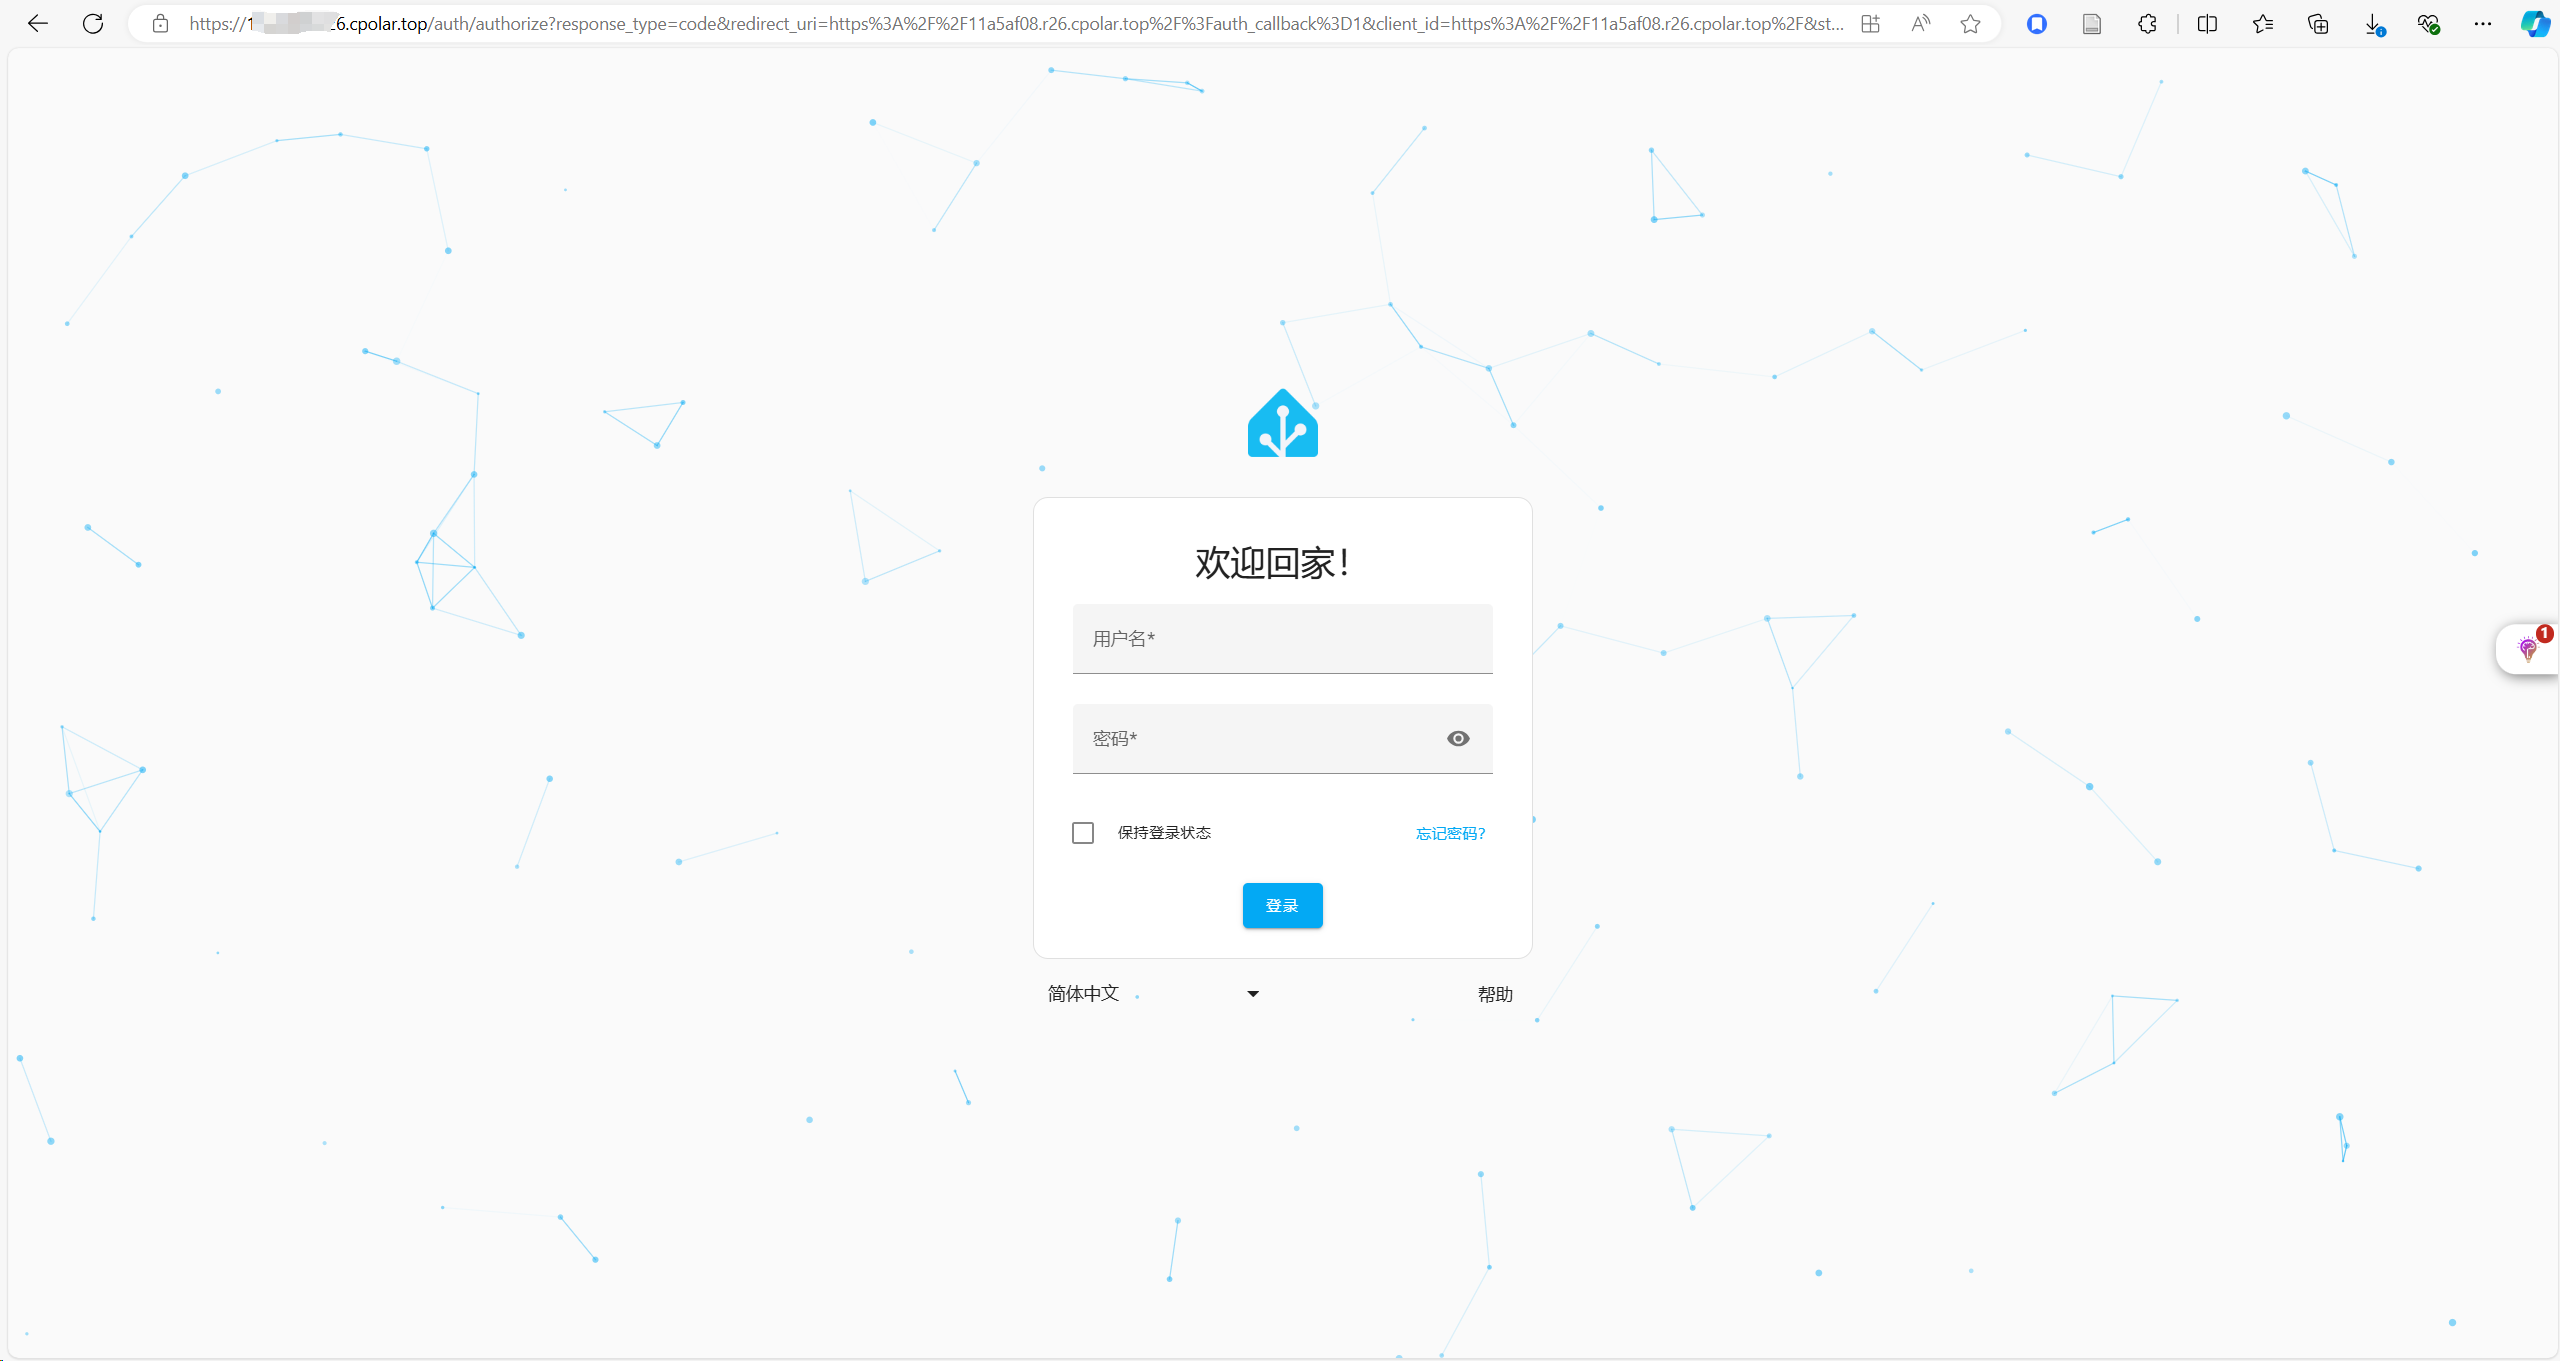 https://1 6.cpolar.top/auth/authorize?response_type=code&redirect_uri=https%3A%2F%2F11a5af08.r26.cpolar.top%2F%3Fauth_callback%3D1&client_id=https%3A%2F%2F11a5af08.r26.cpolar.top%2F&st...
欢迎回家!
用户名*
1
密码*
保持登录状态 忘记密码?
登录
简体中文 帮助